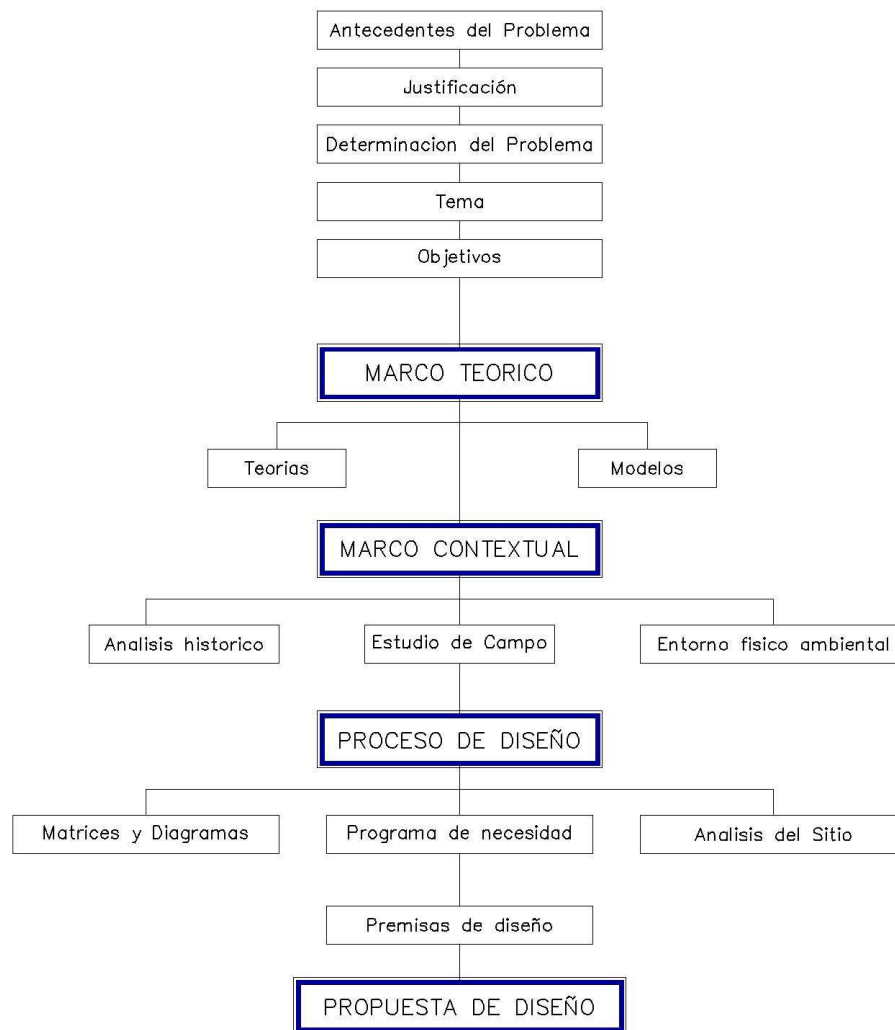 Antecedentes del Problema
Justificación
Determinacion del Problema
Tema
Objetivos
MARCO TEORICO
Teorias
Modelos
MARCO CONTEXTUAL
Analisis historico
Estudio de Campo
Entorno fisico ambiental
PROCESO DE DISEÑO
Matrices y Diagramas
Programa de necesidad
Analisis del Sitio
Premisas de diseño
PROPUESTA DE DISEÑO